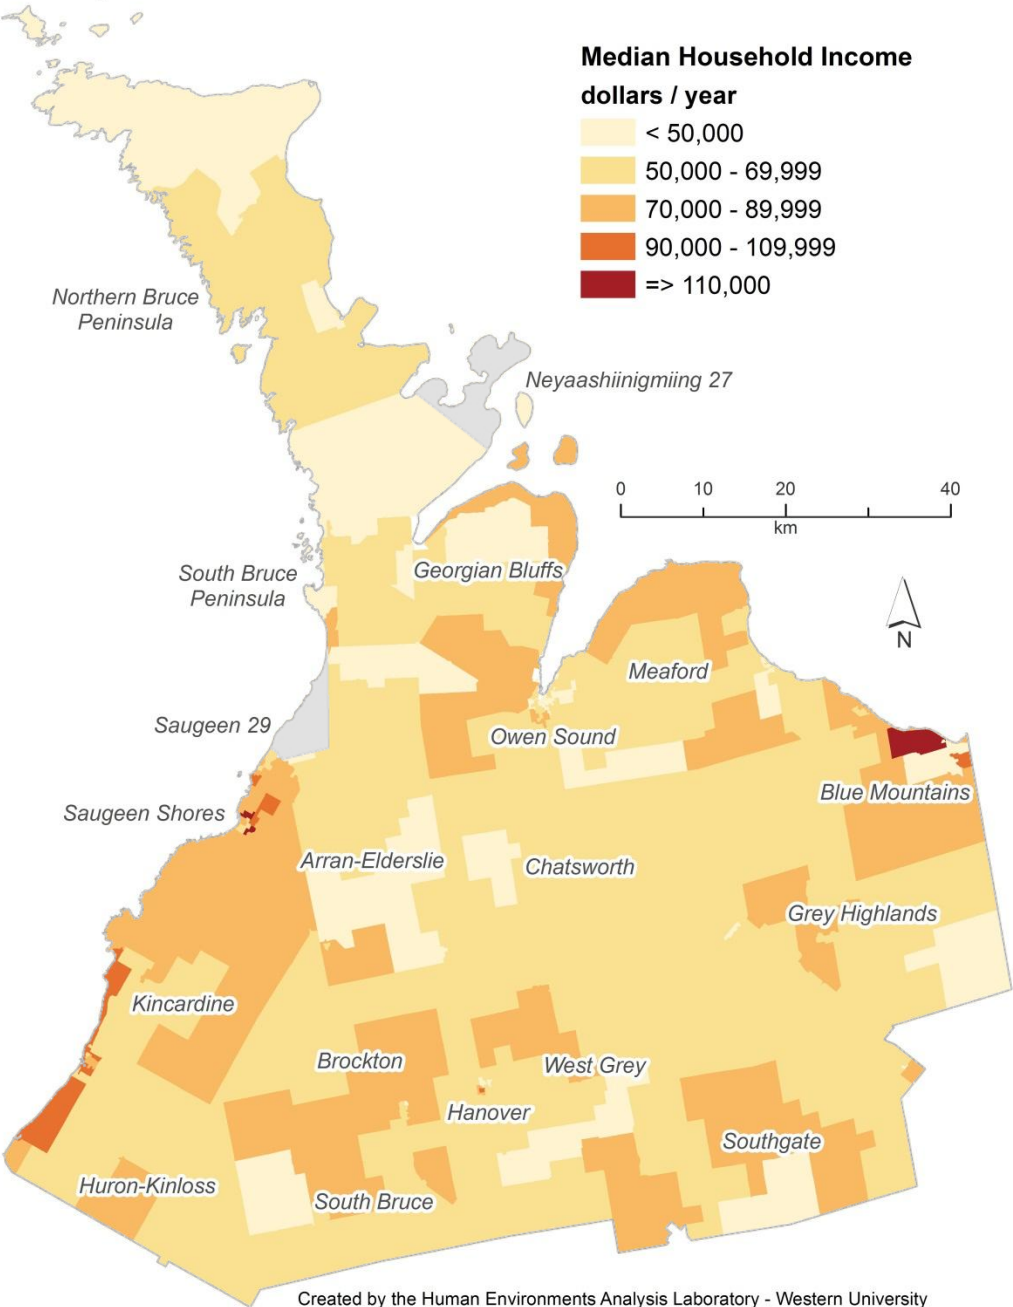 Median Household Income
dollars / year
< 50,000
50,000 - 69,999
70,000 - 89,999
90,000 - 109,999
=> 110,000
Northern Bruce
Peninsula
Neyaashiinigmiing 27
0 10 20 40
km
South Bruce
Peninsula
Georgian Bluffs
N
Meaford
Saugeen 29
Owen Sound
Saugeen Shores
Blue Mountains
Arran-Elderslie
Chatsworth
Grey Highlands
Kincardine
Brockton
West Grey
Hanover
Southgate
Huron-Kinloss
South Bruce
Created by the Human Environments Analysis Laboratory - Western University